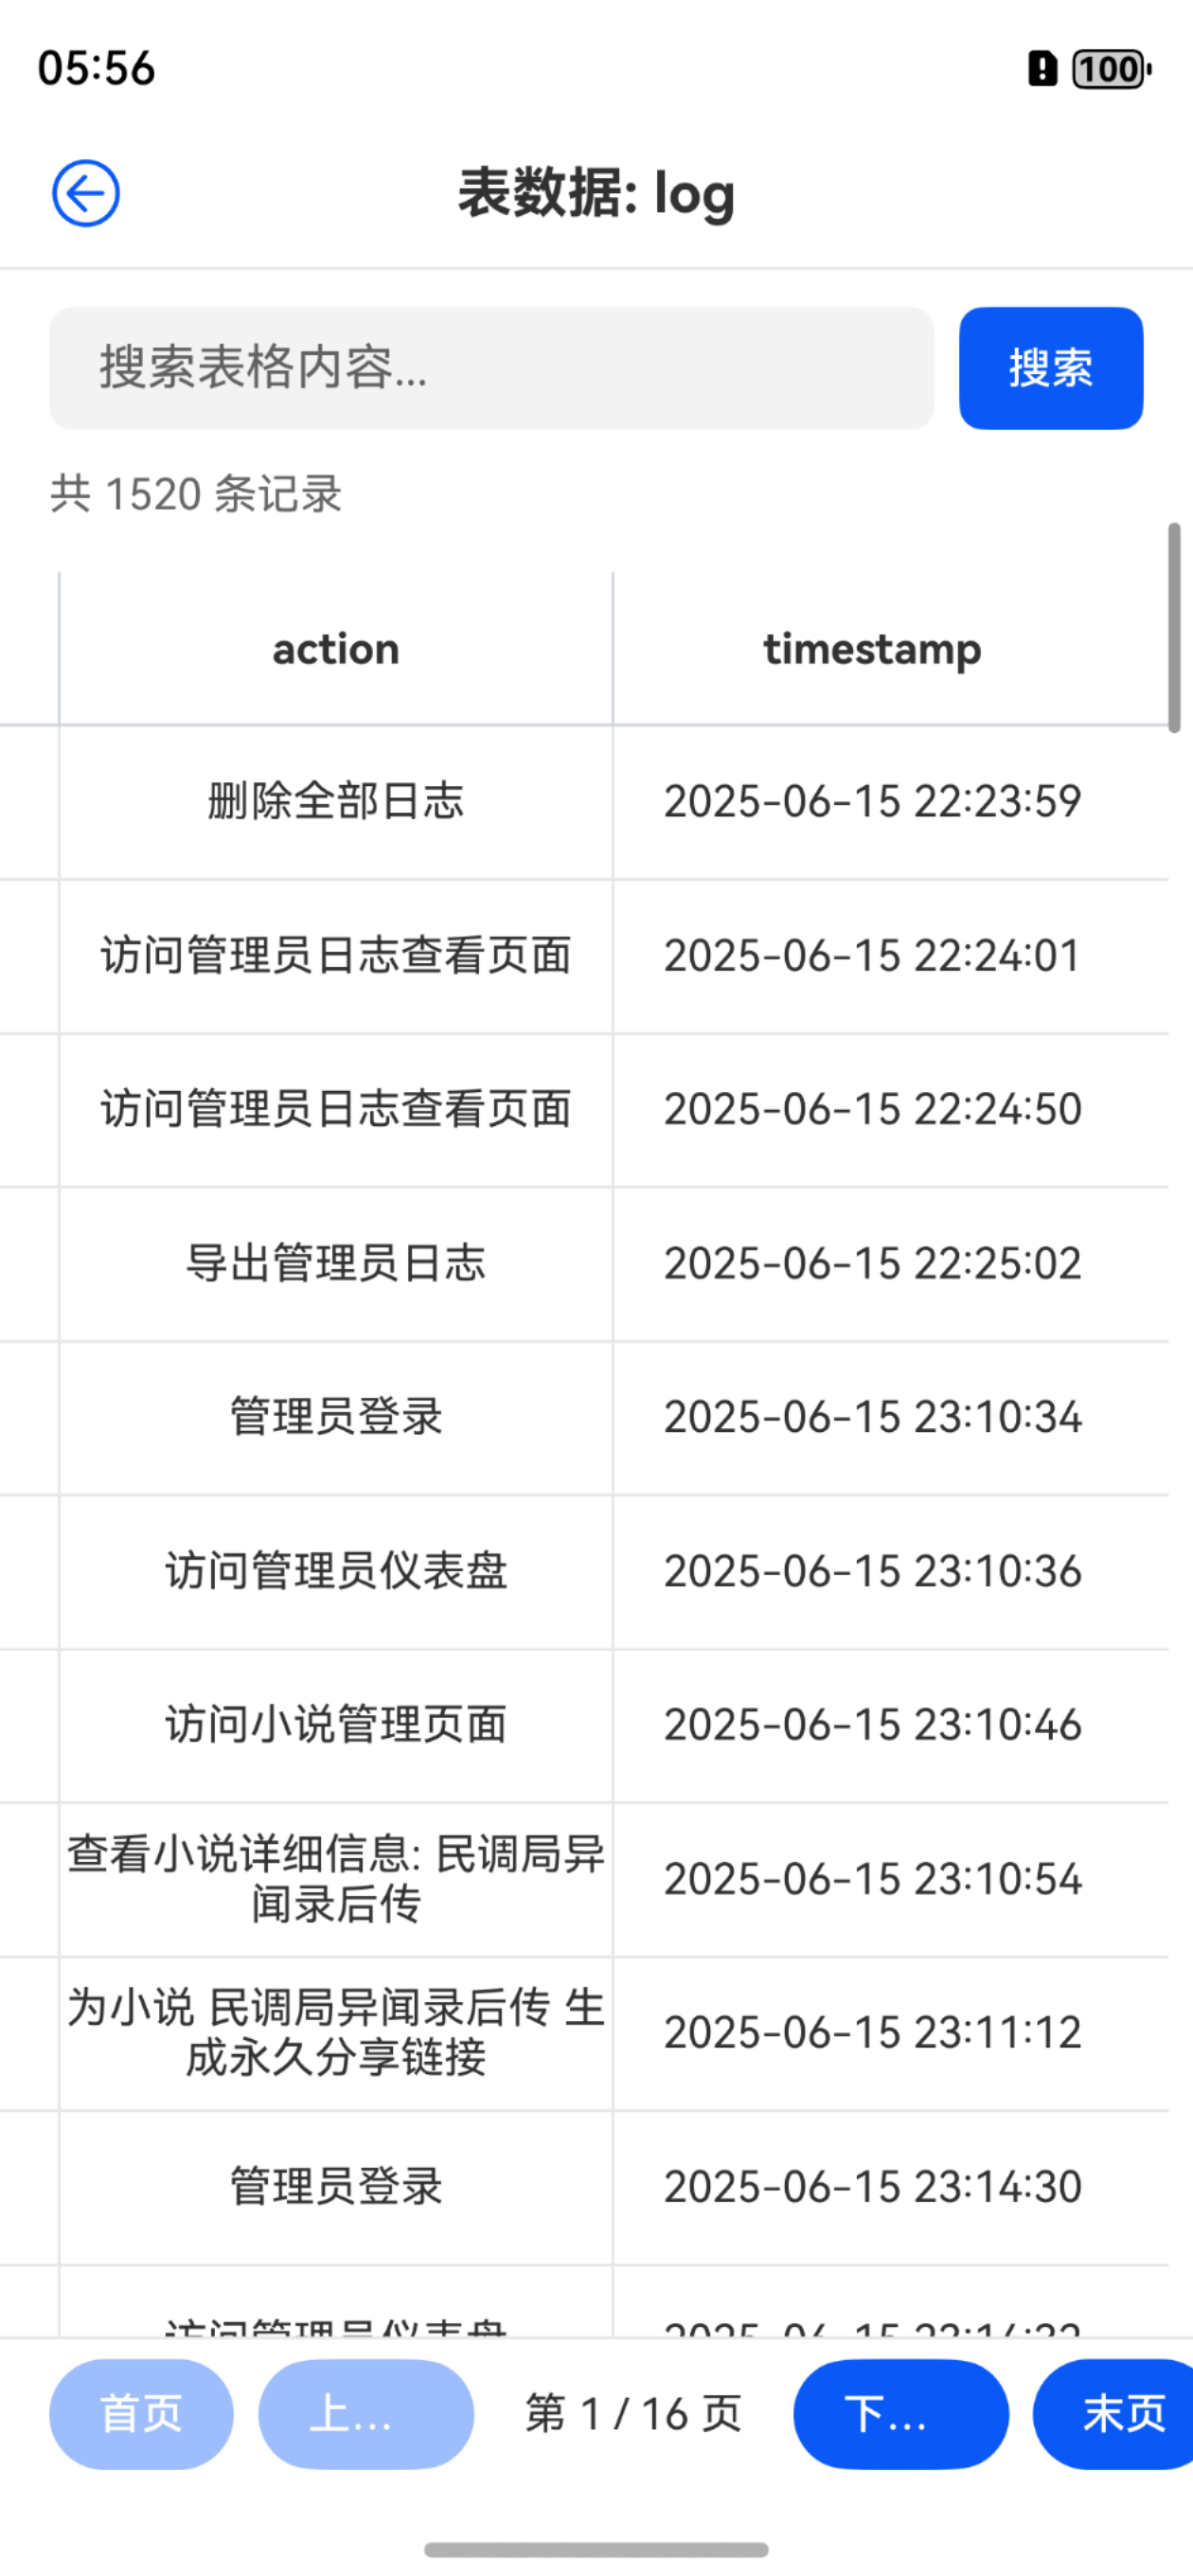 05:56
100
表数据: log
搜索表格内容...
搜索
共 1520 条记录
action
timestamp
删除全部日志
2025-06-15 22:23:59
访问管理员日志查看页面
2025-06-15 22:24:01
访问管理员日志查看页面
2025-06-15 22:24:50
导出管理员日志
2025-06-15 22:25:02
管理员登录
2025-06-15 23:10:34
访问管理员仪表盘
2025-06-15 23:10:36
访问小说管理页面
2025-06-15 23:10:46
查看小说详细信息: 民调局异
闻录后传
2025-06-15 23:10:54
为小说 民调局异闻录后传 生
成永久分享链接
2025-06-15 23:11:12
管理员登录
2025-06-15 23:14:30
访问管理员仪表盘
首页
上...
第 1 / 16 页
下...
末页